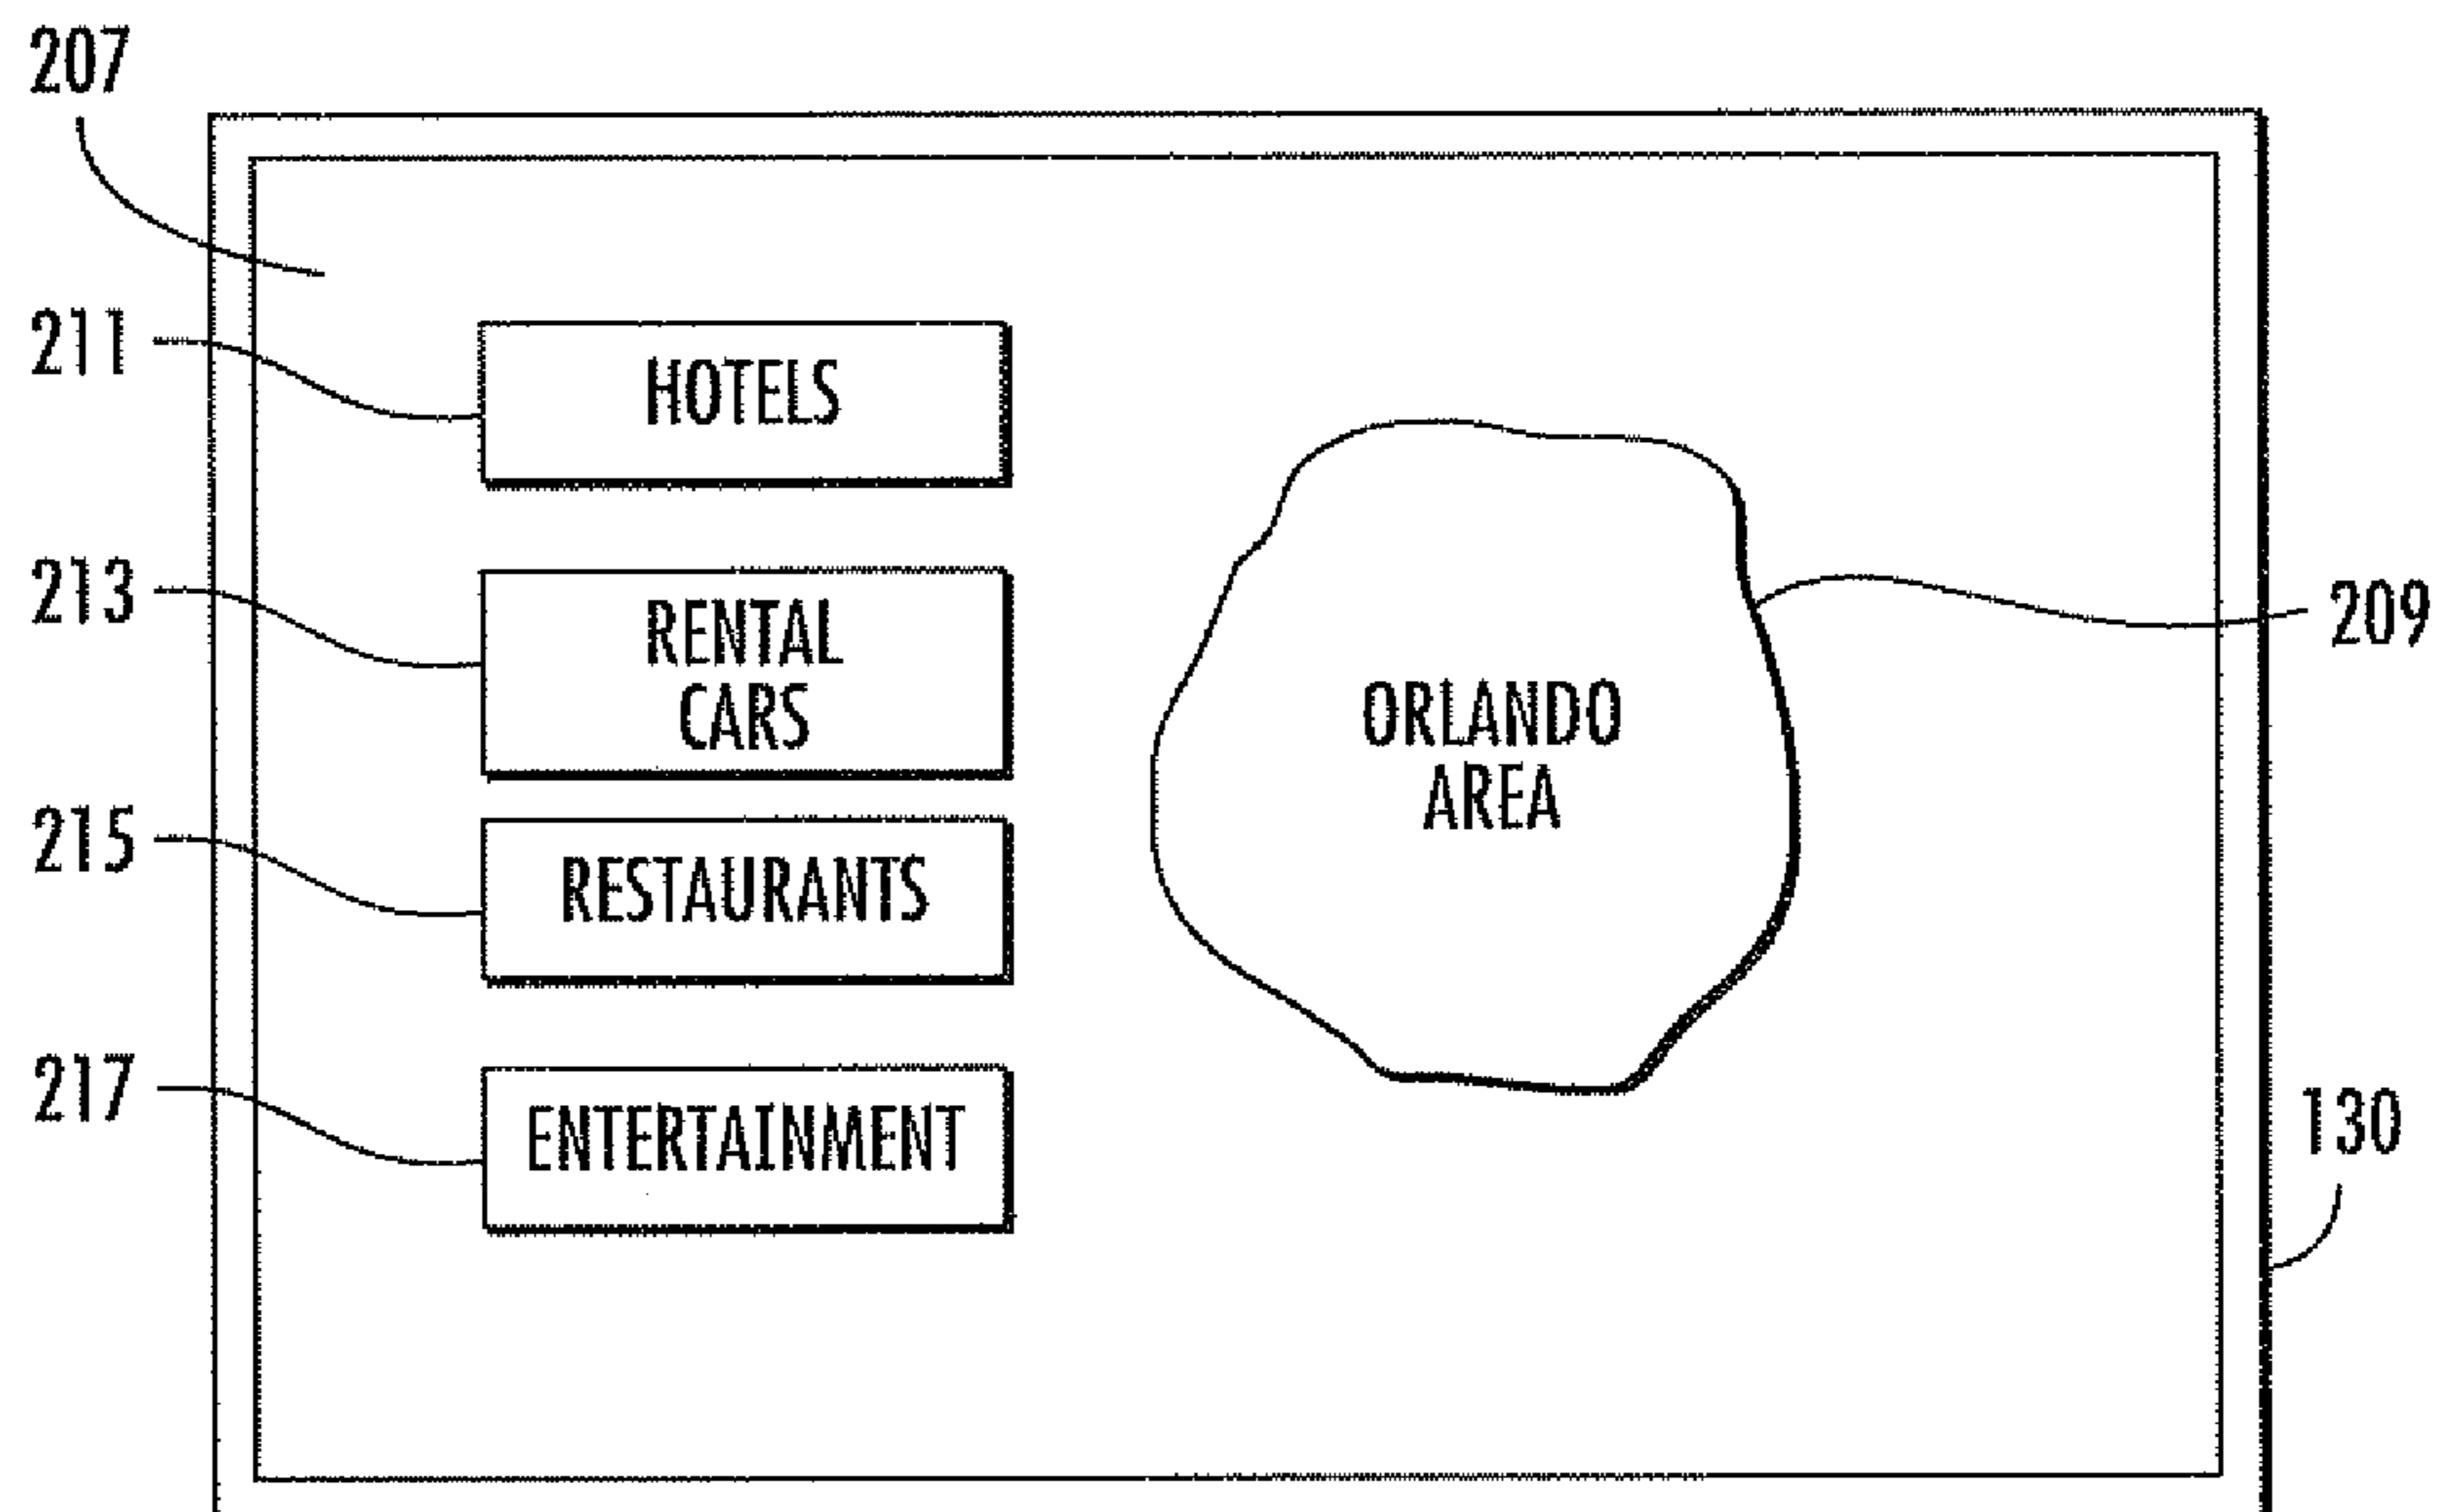 207
211
HOTELS
213
RENTAL
CARS
209
ORLANDO
AREA
215
RESTAURANTS
217
ENTERTAINMENT
130